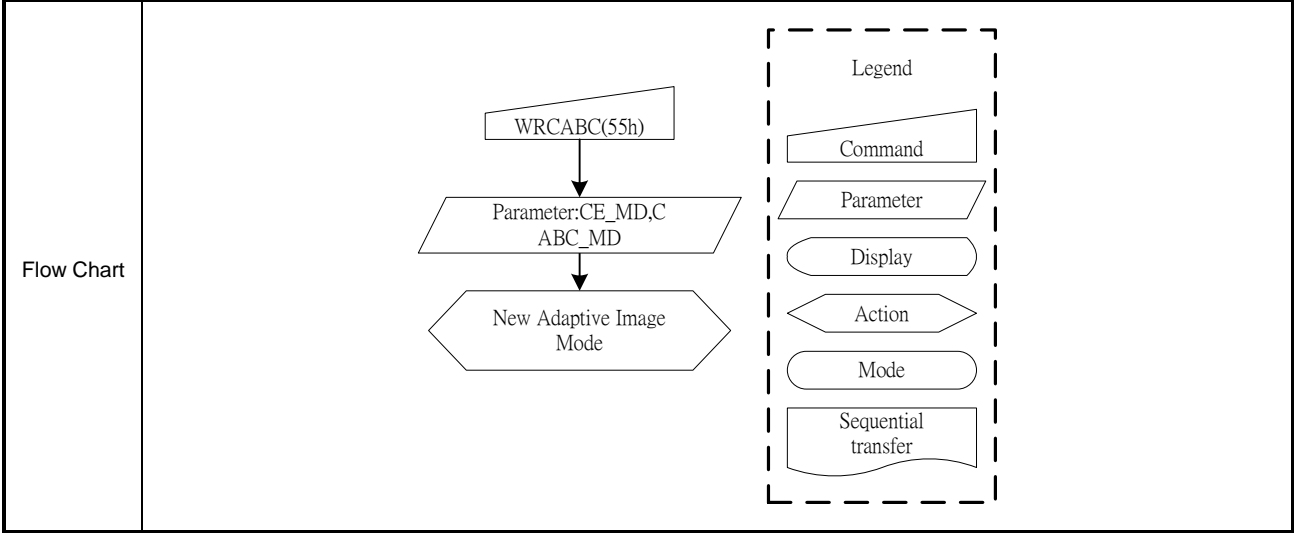 Flow Chart
WRCABC(55h)
Parameter:CE_MD,C
ABC_MD
New Adaptive Image
Mode
Legend
Command
Parameter
Display
Action
Mode
Sequential
transfer